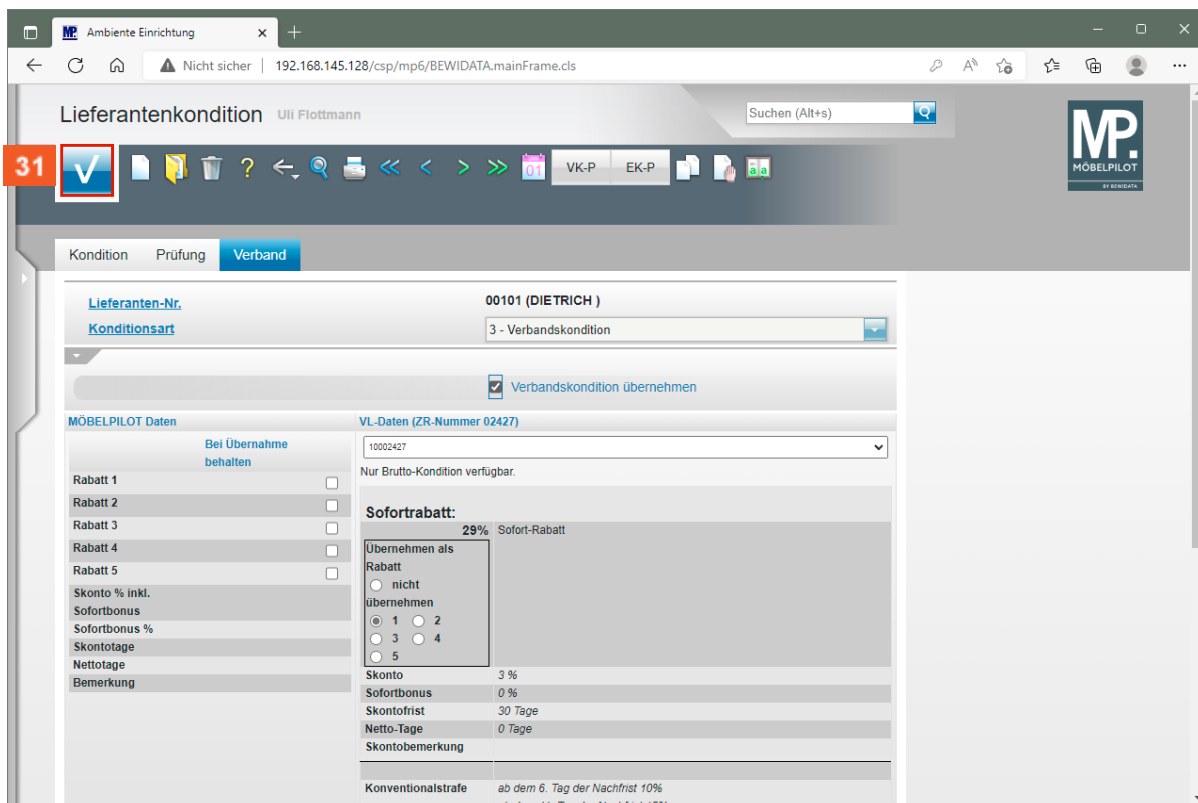 MP. Ambiente Einrichtung
Nicht sicher | 192.168.145.128/csp/mp6/BEWIDATA.mainFrame.cls
Lieferantenkondition Uli Flottmann
Suchen (Alt+s)
31
01
VK-P EK-P
aa
MP.
MÖBELPILOT
BY BEWIDATA
Kondition Prüfung Verband
Lieferanten-Nr. 00101 (DIETRICH )
Konditionsart 3 - Verbandskondition
Verbandskondition übernehmen
MÖBELPILOT Daten
Bei Übernahme
behalten
Rabatt 1
Rabatt 2
Rabatt 3
Rabatt 4
Rabatt 5
Skonto % inkl.
Sofortbonus
Sofortbonus %
Skontotage
Nettotage
Bemerkung
VL-Daten (ZR-Nummer 02427)
10002427
Nur Brutto-Kondition verfügbar.
Sofortrabatt:
29% Sofort-Rabatt
Übernehmen als
Rabatt
nicht
übernehmen
1 2
3 4
5
Skonto 3 %
Sofortbonus 0 %
Skontofrist 30 Tage
Netto-Tage 0 Tage
Skontobemerkung
Konventionalstrafe ab dem 6. Tag der Nachfrist 10%